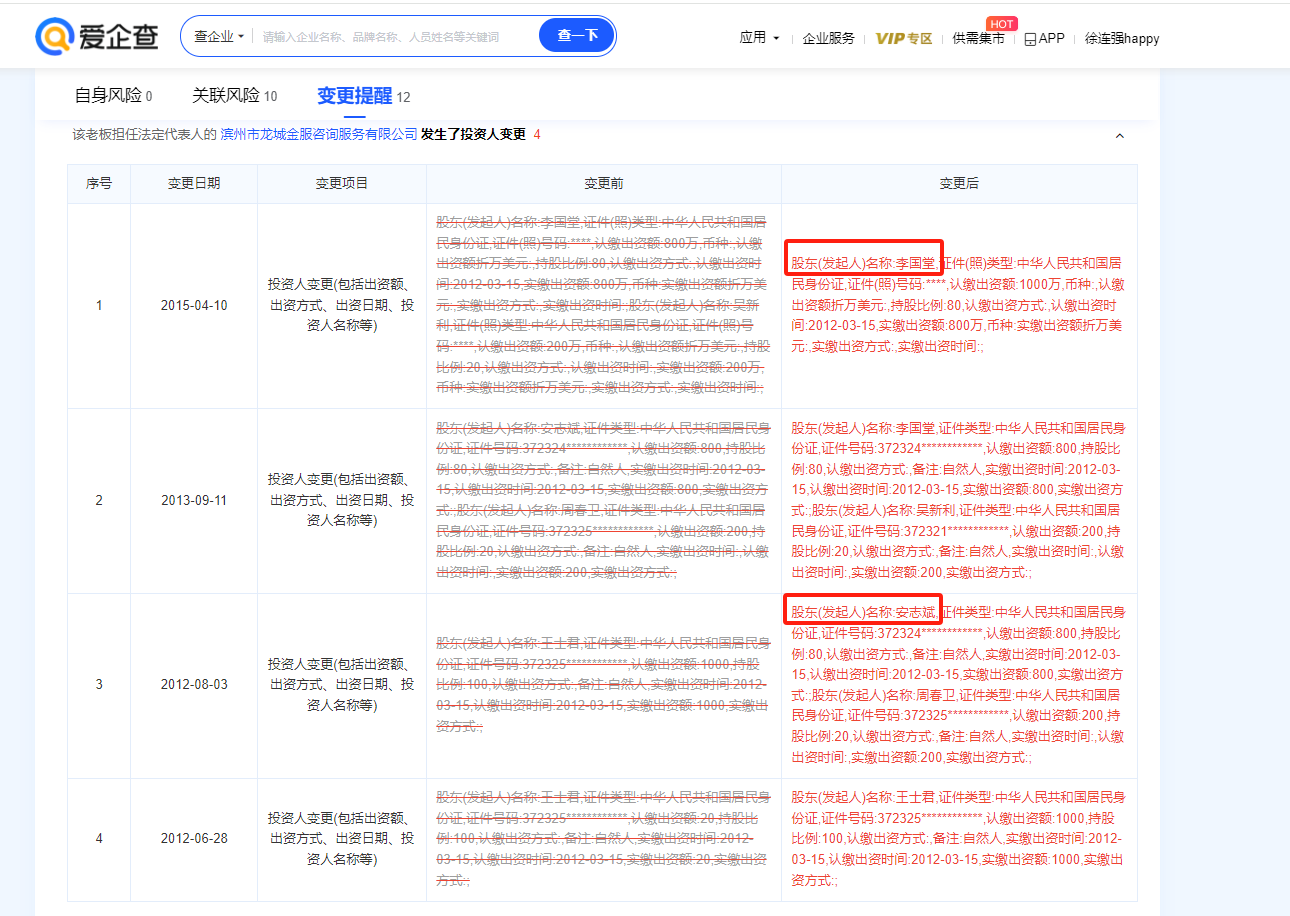 爱企查
查企业
请输入企业名称、品牌名称、人员姓名等关键词
查一下
应用
企业服务
VIP专区
供需集市
HOT
APP
徐连强happy
自身风险 0
关联风险 10
变更提醒 12
该老板担任法定代表人的 滨州市龙城金服咨询服务有限公司 发生了投资人变更 4
序号
变更日期
变更项目
变更前
变更后
1
2015-04-10
投资人变更(包括出资额、
出资方式、出资日期、投
资人名称等)
股东(发起人)名称:李国堂,证件(照)类型:中华人民共和国居
民身份证,证件(照)号码:****,认缴出资额:800万,币种:,认缴
出资额折万美元:,持股比例:80,认缴出资方式:,认缴出资时
间:2012-03-15,实缴出资额:800万,币种:实缴出资额折万美
元:,实缴出资方式:,实缴出资时间:;股东(发起人)名称:吴新
利,证件(照)类型:中华人民共和国居民身份证,证件(照)号
码:****,认缴出资额:200万,币种:,认缴出资额折万美元:,持股
比例:20,认缴出资方式:,认缴出资时间:,实缴出资额:200万,
币种:实缴出资额折万美元:,实缴出资方式:,实缴出资时间:;
股东(发起人)名称:李国堂,证件(照)类型:中华人民共和国居
民身份证,证件(照)号码:****,认缴出资额:1000万,币种:,认缴
出资额折万美元:,持股比例:80,认缴出资方式:,认缴出资时
间:2012-03-15,实缴出资额:800万,币种:实缴出资额折万美
元:,实缴出资方式:,实缴出资时间:;
2
2013-09-11
投资人变更(包括出资额、
出资方式、出资日期、投
资人名称等)
股东(发起人)名称:安志斌,证件类型:中华人民共和国居民身
份证,证件号码:372324************,认缴出资额:800,持股比
例:80,认缴出资方式:,备注:自然人,实缴出资时间:2012-03-
15,认缴出资时间:2012-03-15,实缴出资额:800,实缴出资方
式:;股东(发起人)名称:周春卫,证件类型:中华人民共和国居
民身份证,证件号码:372325************,认缴出资额:200,持
股比例:20,认缴出资方式:,备注:自然人,实缴出资时间:,认缴
出资时间:,实缴出资额:200,实缴出资方式:;
股东(发起人)名称:李国堂,证件类型:中华人民共和国居民身
份证,证件号码:372324************,认缴出资额:800,持股比
例:80,认缴出资方式:,备注:自然人,实缴出资时间:2012-03-
15,认缴出资时间:2012-03-15,实缴出资额:800,实缴出资方
式:;股东(发起人)名称:吴新利,证件类型:中华人民共和国居
民身份证,证件号码:372321************,认缴出资额:200,持
股比例:20,认缴出资方式:,备注:自然人,实缴出资时间:,认缴
出资时间:,实缴出资额:200,实缴出资方式:;
3
2012-08-03
投资人变更(包括出资额、
出资方式、出资日期、投
资人名称等)
股东(发起人)名称:王士君,证件类型:中华人民共和国居民身
份证,证件号码:372325************,认缴出资额:1000,持股
比例:100,认缴出资方式:,备注:自然人,实缴出资时间:2012-
03-15,认缴出资时间:2012-03-15,实缴出资额:1000,实缴出
资方式:;
股东(发起人)名称:安志斌,证件类型:中华人民共和国居民身
份证,证件号码:372324************,认缴出资额:800,持股比
例:80,认缴出资方式:,备注:自然人,实缴出资时间:2012-03-
15,认缴出资时间:2012-03-15,实缴出资额:800,实缴出资方
式:;股东(发起人)名称:周春卫,证件类型:中华人民共和国居
民身份证,证件号码:372325************,认缴出资额:200,持
股比例:20,认缴出资方式:,备注:自然人,实缴出资时间:,认缴
出资时间:,实缴出资额:200,实缴出资方式:;
4
2012-06-28
投资人变更(包括出资额、
出资方式、出资日期、投
资人名称等)
股东(发起人)名称:王士君,证件类型:中华人民共和国居民身
份证,证件号码:372325************,认缴出资额:20,持股比
例:100,认缴出资方式:,备注:自然人,实缴出资时间:2012-
03-15,认缴出资时间:2012-03-15,实缴出资额:20,实缴出资
方式:;
股东(发起人)名称:王士君,证件类型:中华人民共和国居民身
份证,证件号码:372325************,认缴出资额:1000,持股
比例:100,认缴出资方式:,备注:自然人,实缴出资时间:2012-
03-15,认缴出资时间:2012-03-15,实缴出资额:1000,实缴出
资方式:;